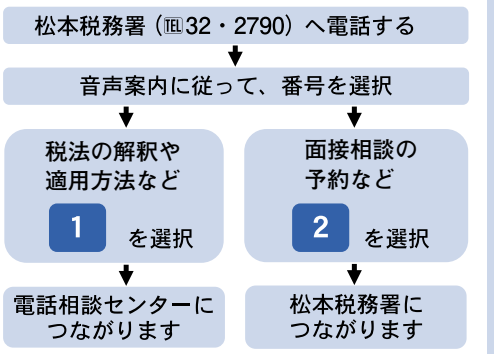 松本税務署(℡32・2790)へ電話する
音声案内に従って、番号を選択
税法の解釈や
適用方法など
1 を選択
面接相談の
予約など
2 を選択
電話相談センターに
つながります
松本税務署に
つながります